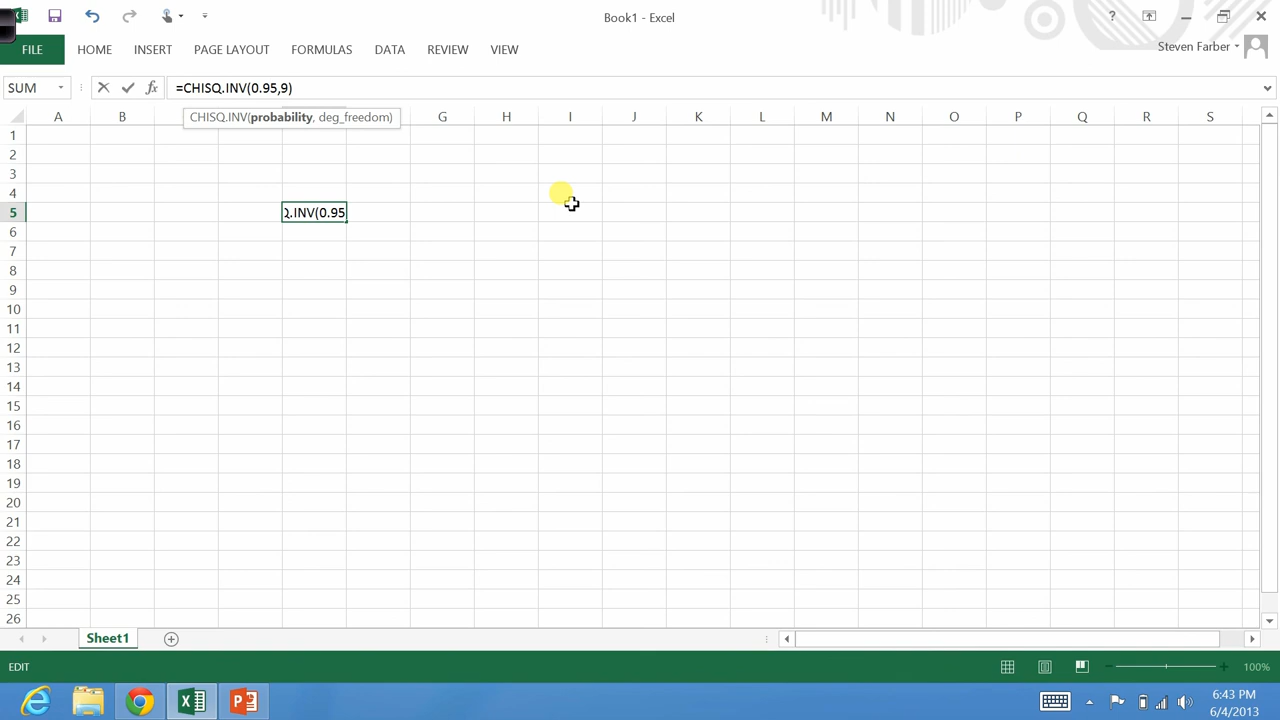 Book1 - Excel
?
FILE HOME INSERT PAGE LAYOUT FORMULAS DATA REVIEW VIEW
Steven Farber
SUM fx =CHISQ.INV(0.95,9)
CHISQ.INV(probability, deg_freedom)
A B G H I J K L M N O P Q R S
1
2
3
4
5 Q.INV(0.95
6
7
8
9
10
11
12
13
14
15
16
17
18
19
20
21
22
23
24
25
26
Sheet1
EDIT 100%
6:43 PM
6/4/2013